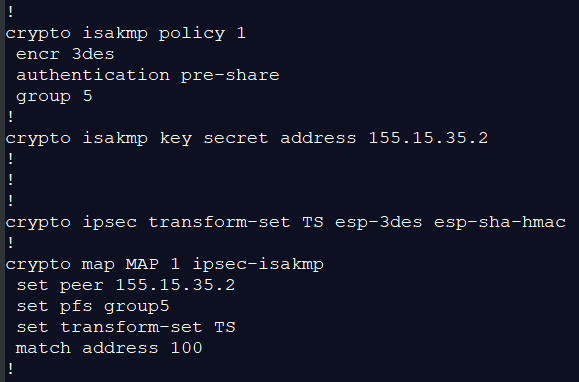 !
crypto isakmp policy 1
 encr 3des
 authentication pre-share
 group 5
!
crypto isakmp key secret address 155.15.35.2
!
!
!
crypto ipsec transform-set TS esp-3des esp-sha-hmac
!
crypto map MAP 1 ipsec-isakmp
 set peer 155.15.35.2
 set pfs group5
 set transform-set TS
 match address 100
!